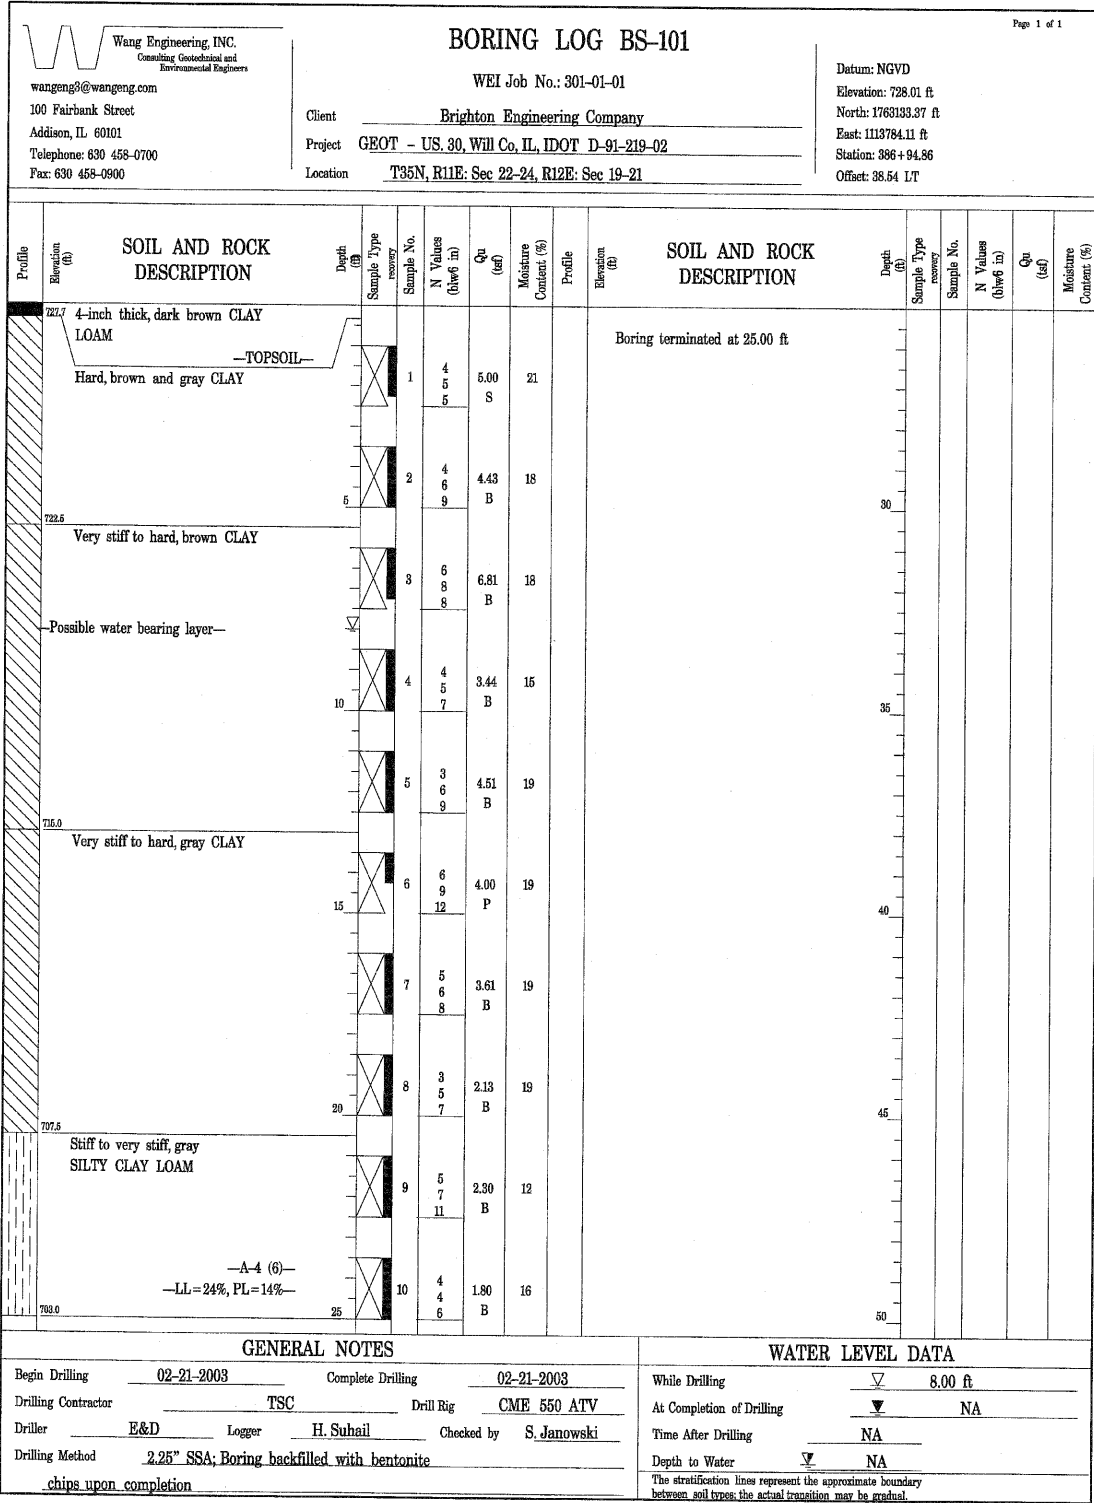 Page 1 of 1
Wang Engineering, INC.
Consulting Geotechnical and
Environmental Engineers
wangeng3@wangeng.com
100 Fairbank Street
Addison, IL 60101
Telephone: 630 458-0700
Fax: 630 458-0900
BORING LOG BS-101
WEI Job No.: 301-01-01
Client Brighton Engineering Company
Project GEOT - US. 30, Will Co, IL, IDOT D-91-219-02
Location T35N, R11E: Sec 22-24, R12E: Sec 19-21
Datum: NGVD
Elevation: 728.01 ft
North: 1763133.37 ft
East: 1113784.11 ft
Station: 386+94.86
Offset: 38.54 LT
Profile
Elevation (ft)
SOIL AND ROCK
DESCRIPTION
Depth (ft)
Sample Type
recovery
Sample No.
N Values (blw/6 in)
Qu (tsf)
Moisture Content (%)
Profile
Elevation (ft)
SOIL AND ROCK
DESCRIPTION
Depth (ft)
Sample Type
recovery
Sample No.
N Values (blw/6 in)
Qu (tsf)
Moisture Content (%)
727.7 4-inch thick, dark brown CLAY
LOAM
—TOPSOIL—
Hard, brown and gray CLAY
1 4 5 5 5.00 S 21
2 4 6 9 4.43 B 18
5
722.5
Very stiff to hard, brown CLAY
3 6 8 8 6.81 B 18
—Possible water bearing layer—
4 4 5 7 3.44 B 15
10
5 3 6 9 4.51 B 19
715.0
Very stiff to hard, gray CLAY
6 6 9 12 4.00 P 19
15
7 5 6 8 3.61 B 19
8 3 5 7 2.13 B 19
20
707.5
Stiff to very stiff, gray
SILTY CLAY LOAM
9 5 7 11 2.30 B 12
—A-4 (6)—
—LL=24%, PL=14%—
10 4 4 6 1.80 B 16
703.0
25
Boring terminated at 25.00 ft
30
35
40
45
50
GENERAL NOTES
Begin Drilling 02-21-2003 Complete Drilling 02-21-2003
Drilling Contractor TSC Drill Rig CME 550 ATV
Driller E&D Logger H. Suhail Checked by S. Janowski
Drilling Method 2.25" SSA; Boring backfilled with bentonite
chips upon completion
WATER LEVEL DATA
While Drilling 8.00 ft
At Completion of Drilling NA
Time After Drilling NA
Depth to Water NA
The stratification lines represent the approximate boundary
between soil types; the actual transition may be gradual.